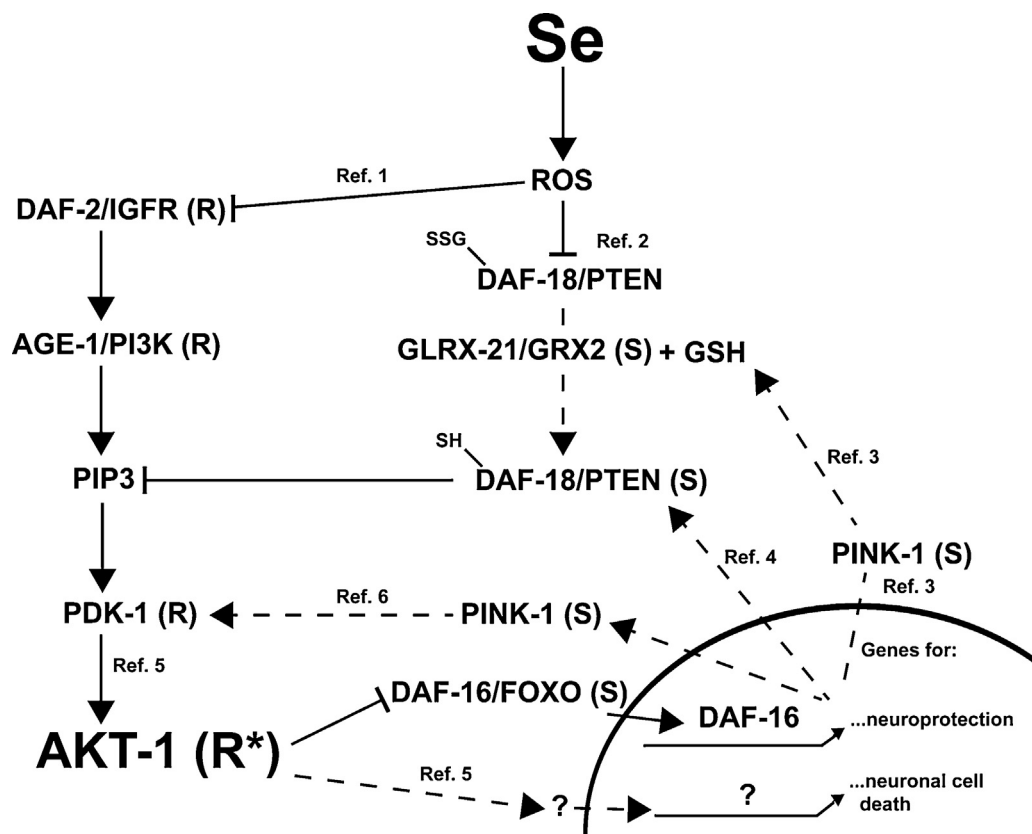 Se
Ref. 1
ROS
DAF-2/IGFR (R)
SSG
Ref. 2
DAF-18/PTEN
AGE-1/PI3K (R)
GLRX-21/GRX2 (S) + GSH
SH
Ref. 3
PIP3
DAF-18/PTEN (S)
Ref. 4
PINK-1 (S)
Ref. 3
PDK-1 (R)
Ref. 6
PINK-1 (S)
Ref. 5
Genes for:
DAF-16/FOXO (S)
DAF-16
...neuroprotection
AKT-1 (R*)
Ref. 5
?
?
...neuronal cell
death